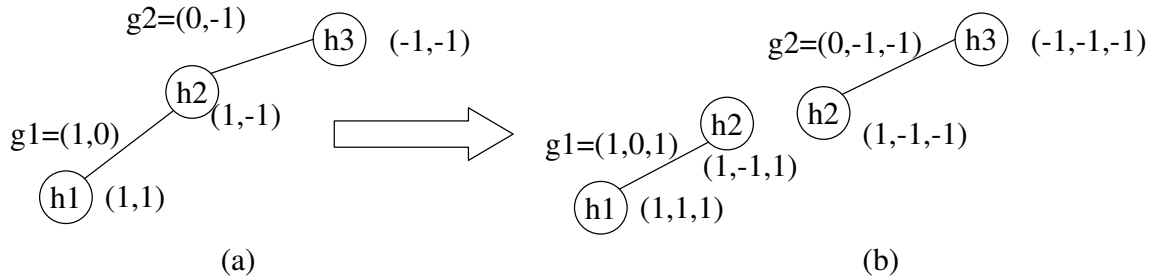 g2=(0,-1)
h3 (-1,-1)
h2
(1,-1)
g1=(1,0)
h1 (1,1)
(a)
g2=(0,-1,-1)
h3 (-1,-1,-1)
h2
(1,-1,-1)
h2
g1=(1,0,1)
(1,-1,1)
h1 (1,1,1)
(b)